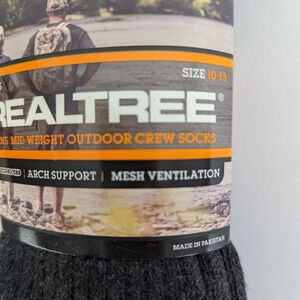 SIZE 10-13
REALTREE®
MID WEIGHT OUTDOOR CREW SOCKS
| ARCH SUPPORT | MESH VENTILATION
MADE IN PAKISTAN